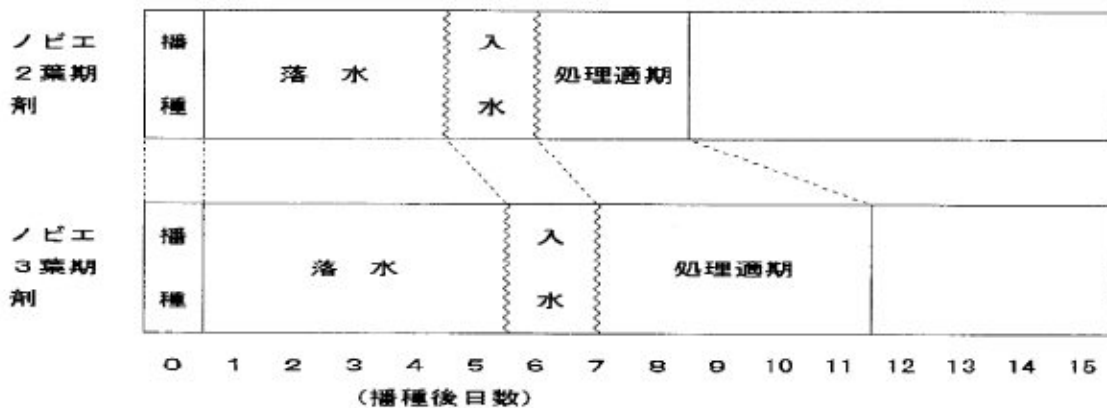 ノビエ
2葉期
剤
播種
落水
入水
処理適期
ノビエ
3葉期
剤
播種
落水
入水
処理適期
0 1 2 3 4 5 6 7 8 9 10 11 12 13 14 15
(播種後日数)